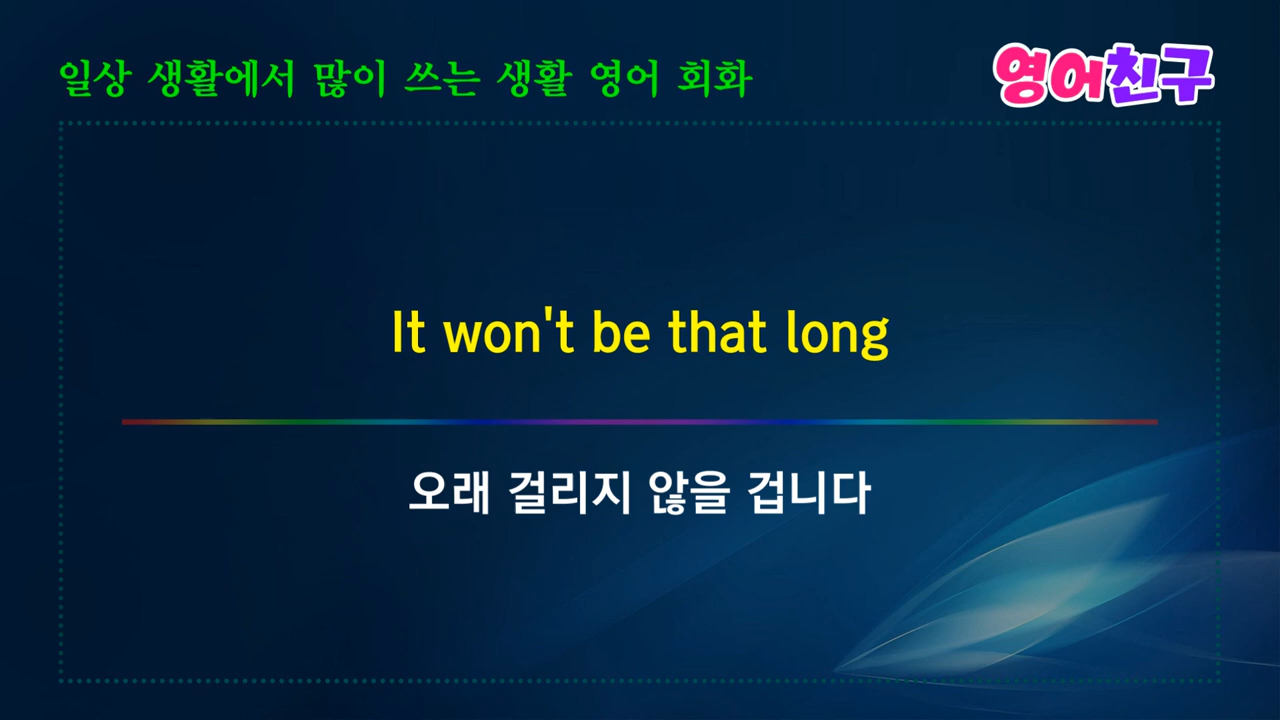 일상 생활에서 많이 쓰는 생활 영어 회화
영어친구
It won't be that long
오래 걸리지 않을 겁니다